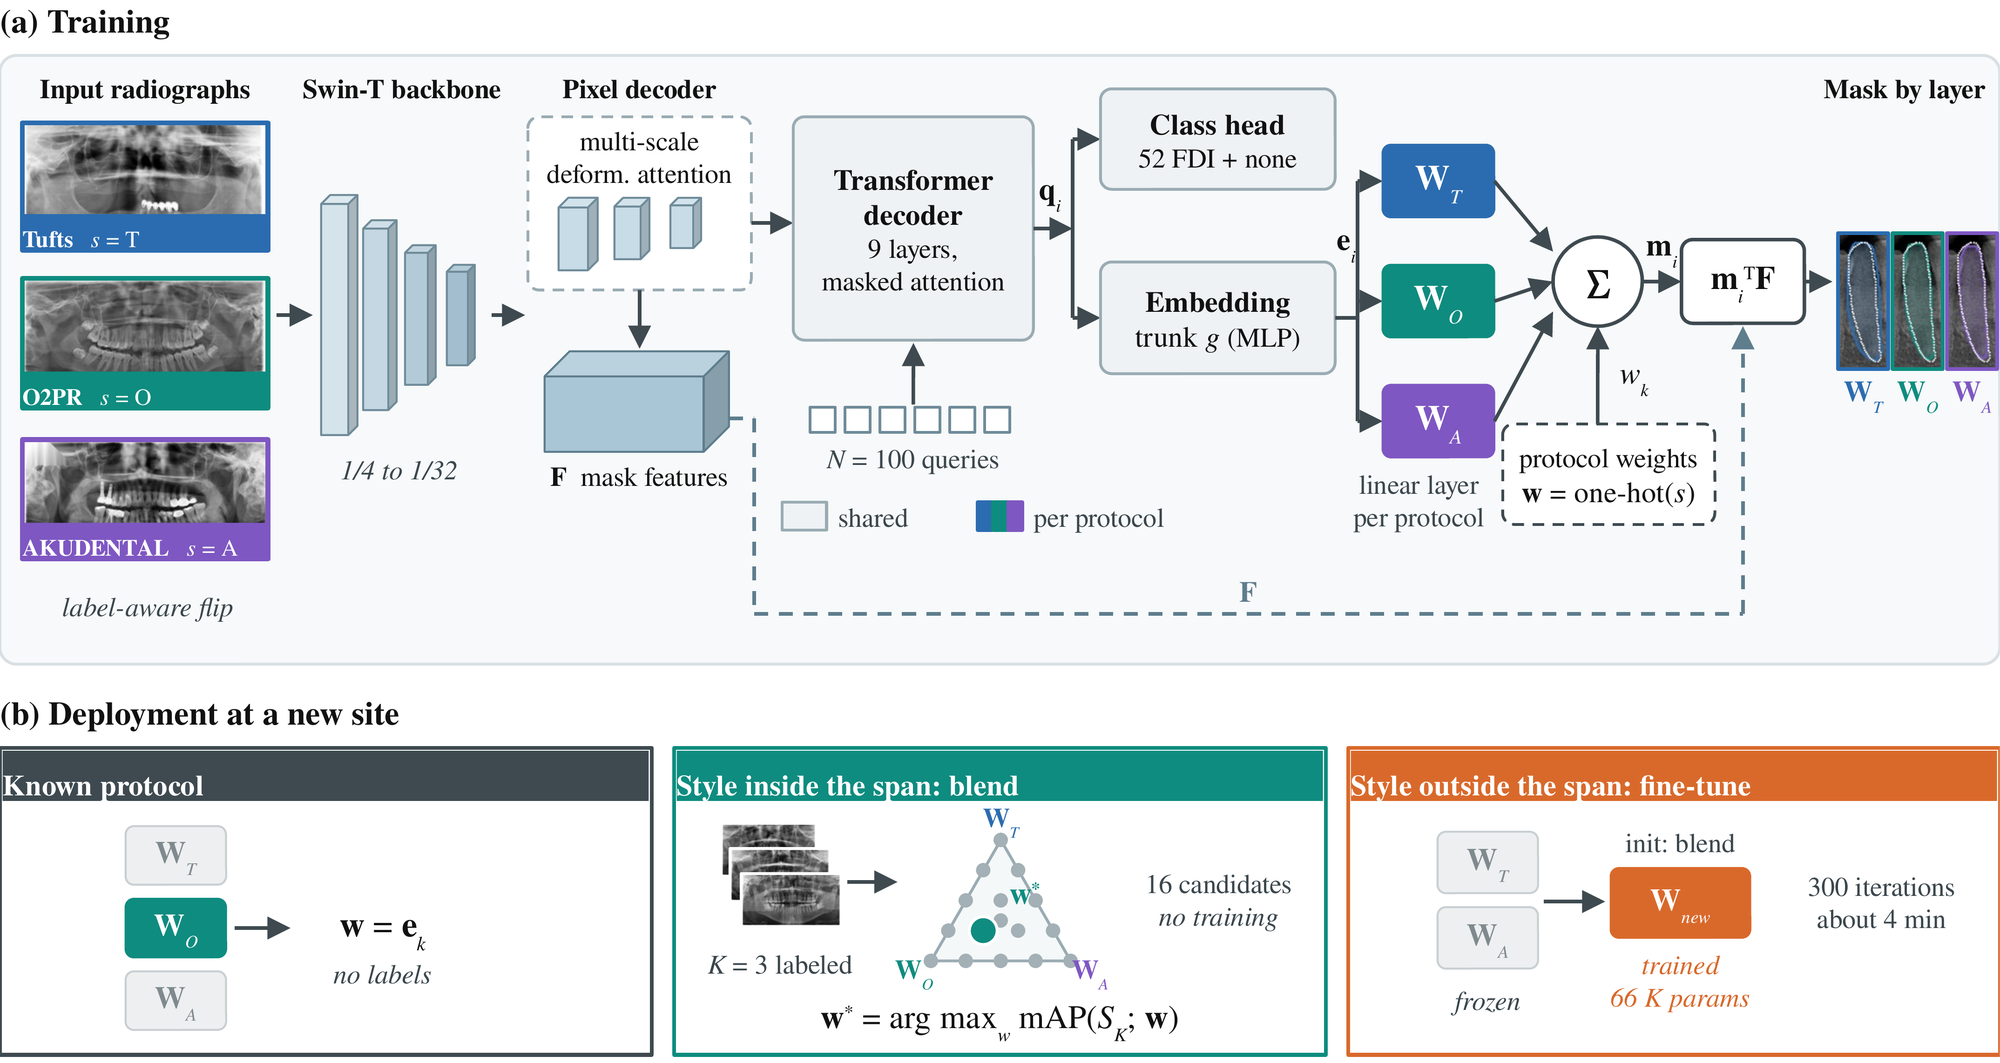 (a) Training
Input radiographs
Swin-T backbone
Pixel decoder
Mask by layer
Tufts s = T
O2PR s = O
AKUDENTAL s = A
label-aware flip
1/4 to 1/32
multi-scale
deform. attention
F mask features
Transformer
decoder
9 layers,
masked attention
N = 100 queries
shared
per protocol
q_i
Class head
52 FDI + none
Embedding
trunk g (MLP)
e_i
W_T
W_O
W_A
linear layer
per protocol
Σ
w_k
protocol weights
w = one-hot(s)
m_i
m_i^T F
F
W_T W_O W_A
(b) Deployment at a new site
Known protocol
W_T
W_O
W_A
w = e_k
no labels
Style inside the span: blend
K = 3 labeled
W_T
w*
W_O
W_A
16 candidates
no training
w* = arg max_w mAP(S_K; w)
Style outside the span: fine-tune
W_T
W_A
frozen
init: blend
W_new
trained
66 K params
300 iterations
about 4 min